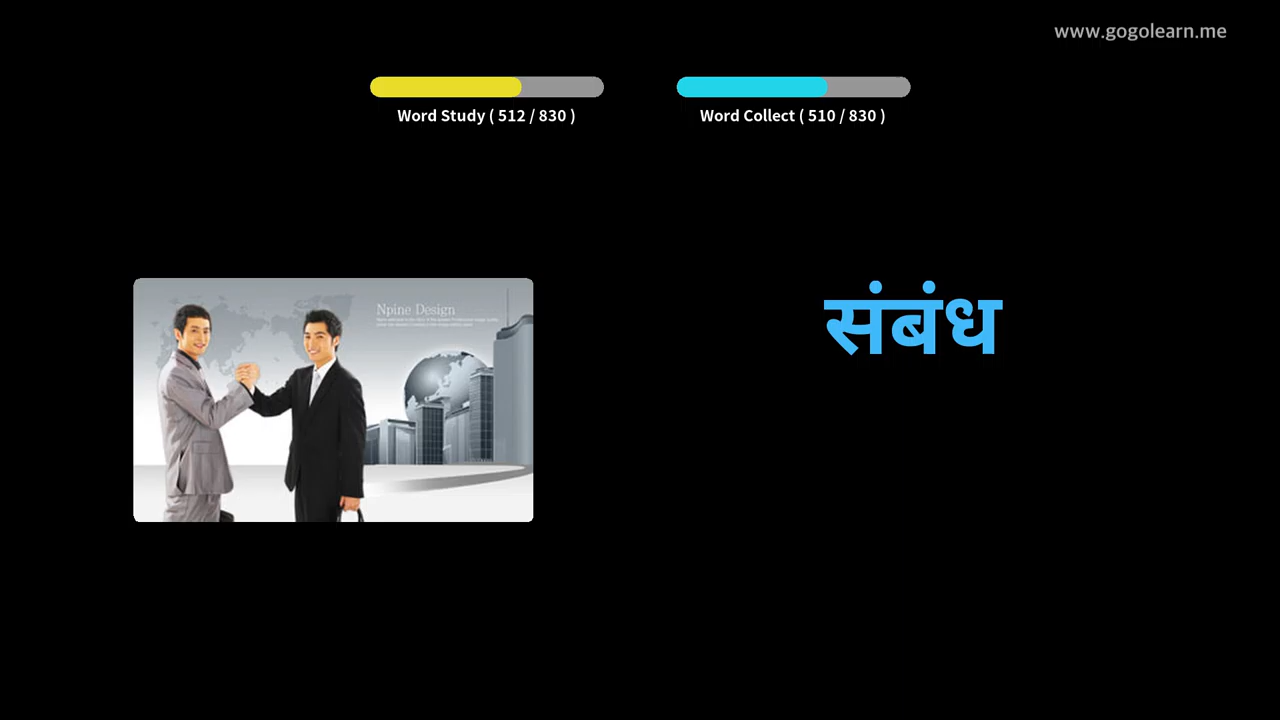 www.gogolearn.me
Word Study ( 512 / 830 )
Word Collect ( 510 / 830 )
Npine Design
संबंध